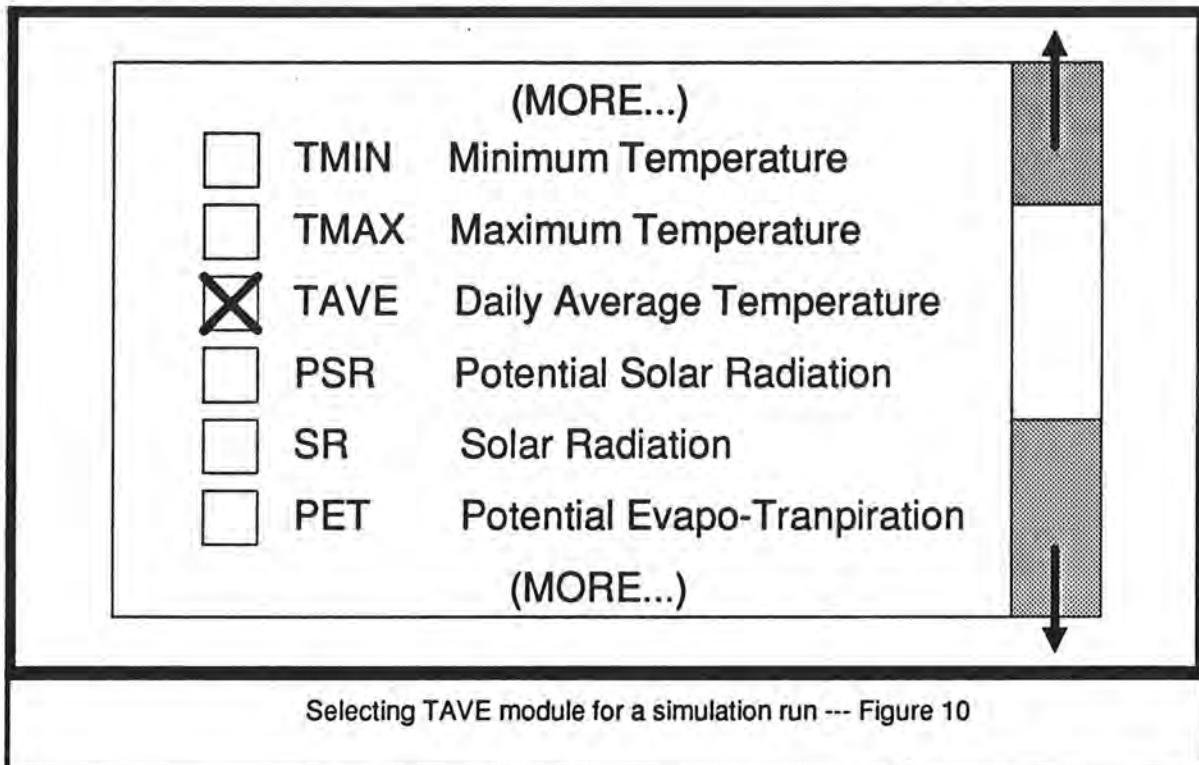 (MORE...)
TMIN Minimum Temperature
TMAX Maximum Temperature
TAVE Daily Average Temperature
PSR Potential Solar Radiation
SR Solar Radiation
PET Potential Evapo-Tranpiration
(MORE...)
Selecting TAVE module for a simulation run --- Figure 10